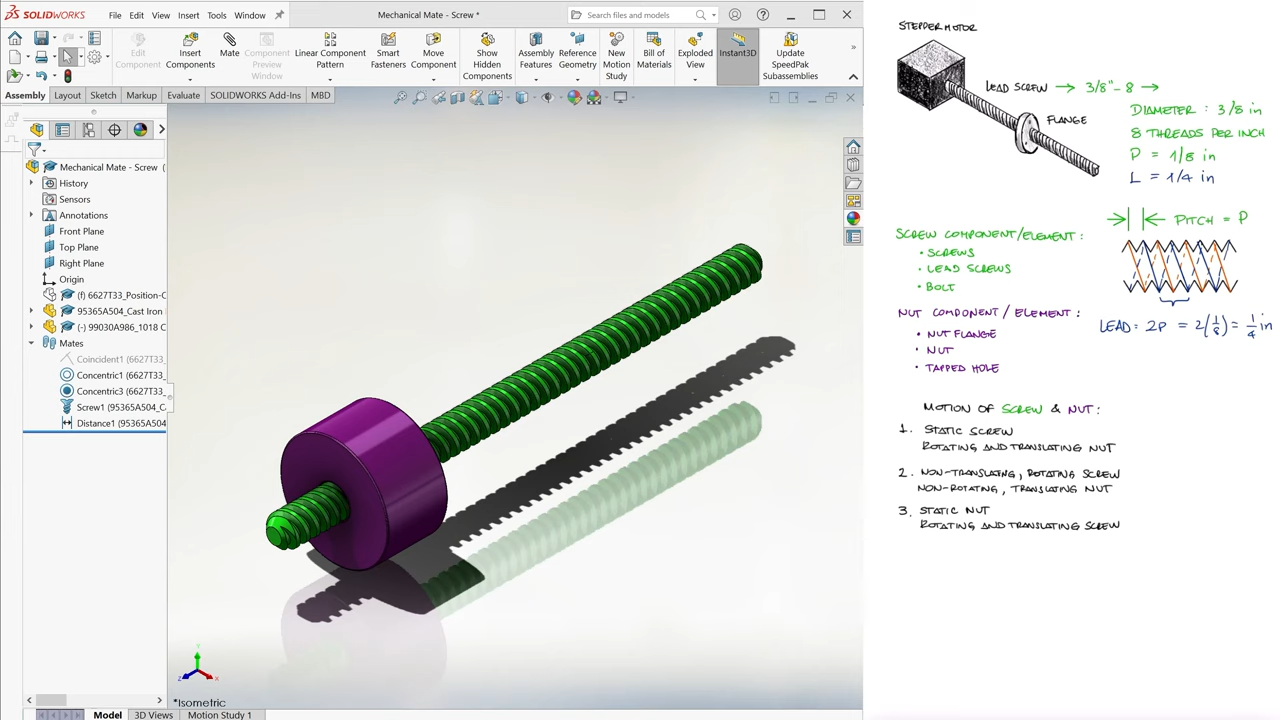 SOLIDWORKS
File
Edit
View
Insert
Tools
Window
Mechanical Mate - Screw *
Search files and models
Edit Component
Insert Components
Mate
Component Preview Window
Linear Component Pattern
Smart Fasteners
Move Component
Show Hidden Components
Assembly Features
Reference Geometry
New Motion Study
Bill of Materials
Exploded View
Instant3D
Update SpeedPak Subassemblies
Assembly
Layout
Sketch
Markup
Evaluate
SOLIDWORKS Add-Ins
MBD
Mechanical Mate - Screw (
History
Sensors
Annotations
Front Plane
Top Plane
Right Plane
Origin
(f) 6627T33_Position-C
95365A504_Cast Iron
(-) 99030A986_1018 C
Mates
Coincident1 (6627T33_
Concentric1 (6627T33_
Concentric3 (6627T33_
Screw1 (95365A504_C
Distance1 (95365A504
Y
Z
X
*Isometric
Model
3D Views
Motion Study 1
STEPPER MOTOR
LEAD SCREW → 3/8"-8 →
FLANGE
DIAMETER : 3/8 in
8 THREADS PER INCH
P = 1/8 in
L = 1/4 in
PITCH = P
SCREW COMPONENT/ELEMENT :
• SCREWS
• LEAD SCREWS
• BOLT
NUT COMPONENT / ELEMENT :
• NUT FLANGE
• NUT
• TAPPED HOLE
LEAD: 2P = 2(1/8) = 1/4 in
MOTION OF SCREW & NUT :
1. STATIC SCREW
ROTATING AND TRANSLATING NUT
2. NON-TRANSLATING, ROTATING SCREW
NON-ROTATING, TRANSLATING NUT
3. STATIC NUT
ROTATING AND TRANSLATING SCREW